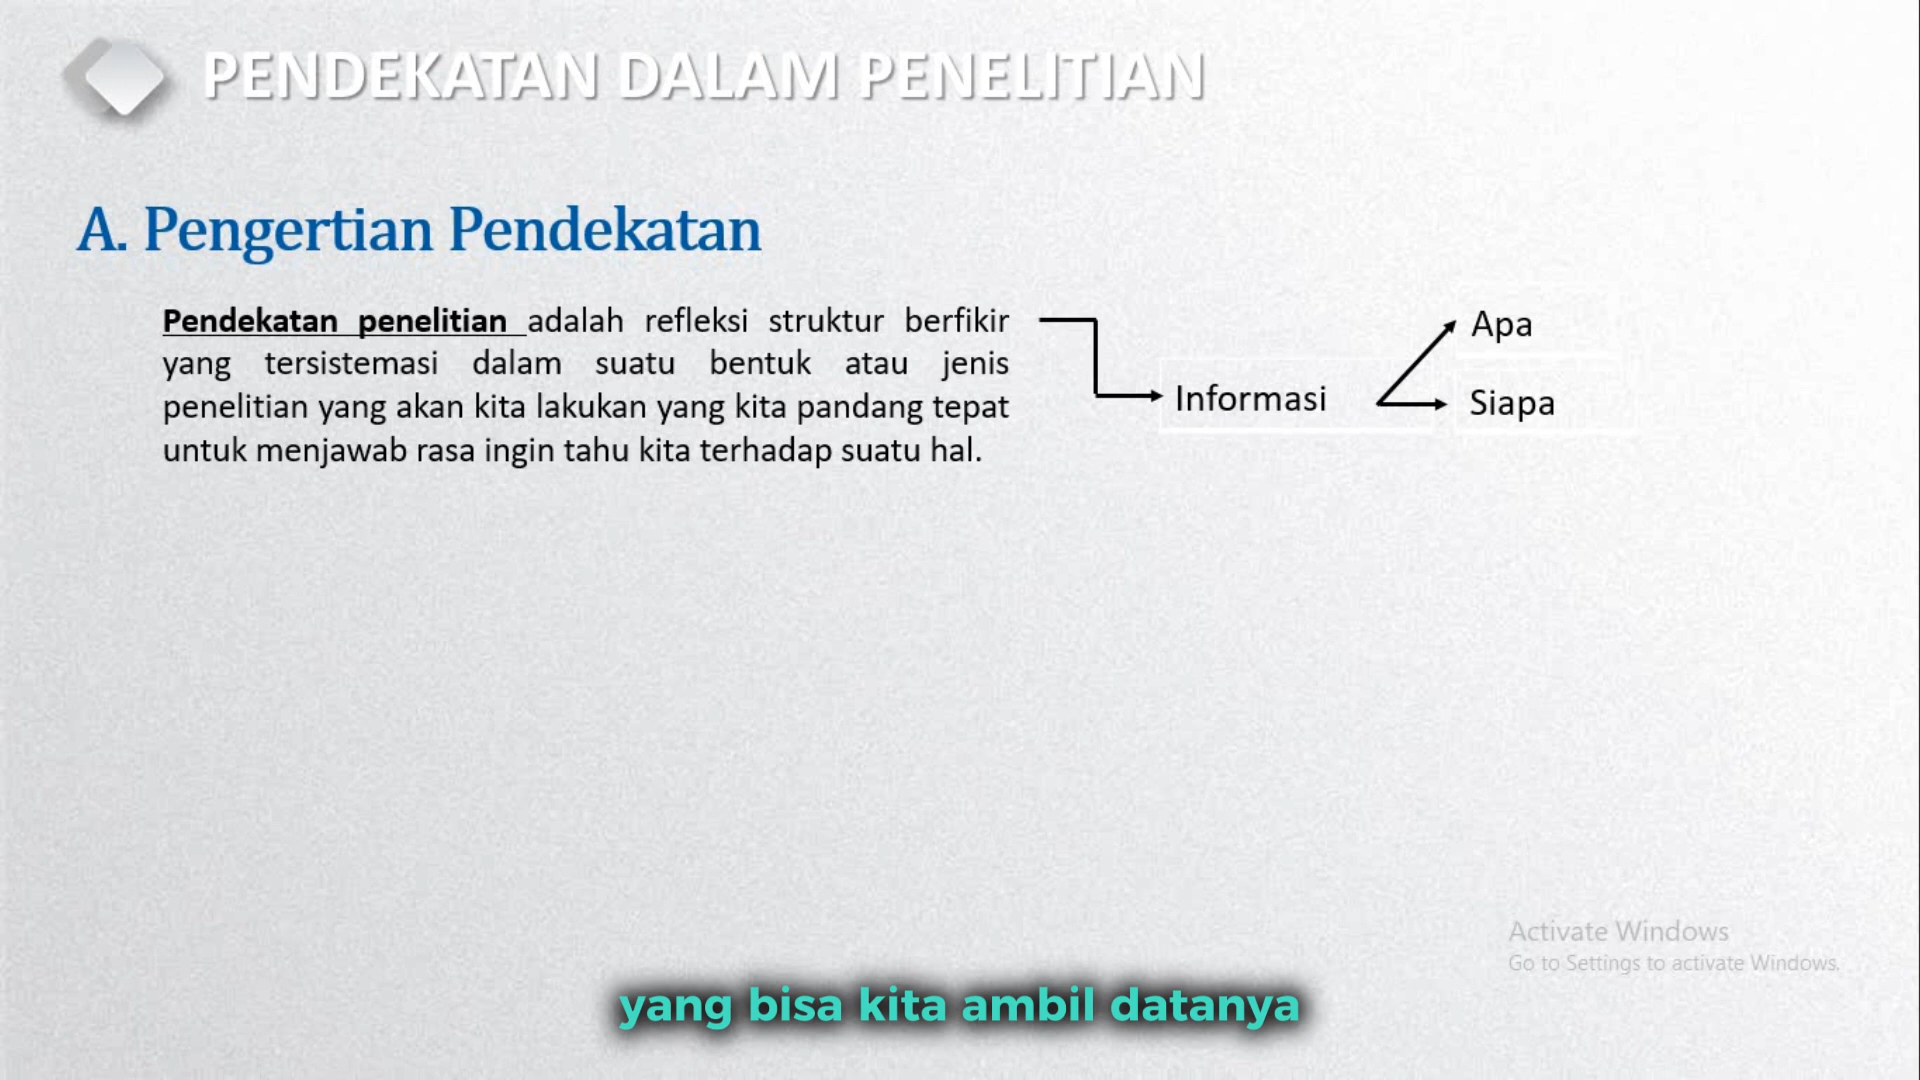 PENDEKATAN DALAM PENELITIAN
A. Pengertian Pendekatan
Pendekatan penelitian adalah refleksi struktur berfikir
yang tersistemasi dalam suatu bentuk atau jenis
penelitian yang akan kita lakukan yang kita pandang tepat
untuk menjawab rasa ingin tahu kita terhadap suatu hal.
Informasi
Apa
Siapa
Activate Windows
Go to Settings to activate Windows.
yang bisa kita ambil datanya